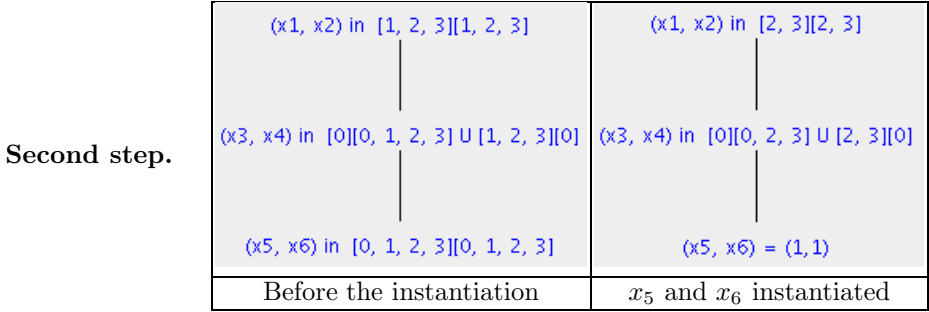 (x1, x2) in [1, 2, 3][1, 2, 3]
(x1, x2) in [2, 3][2, 3]
Second step.
(x3, x4) in [0][0, 1, 2, 3] U [1, 2, 3][0]
(x3, x4) in [0][0, 2, 3] U [2, 3][0]
(x5, x6) in [0, 1, 2, 3][0, 1, 2, 3]
(x5, x6) = (1,1)
Before the instantiation
x₅ and x₆ instantiated